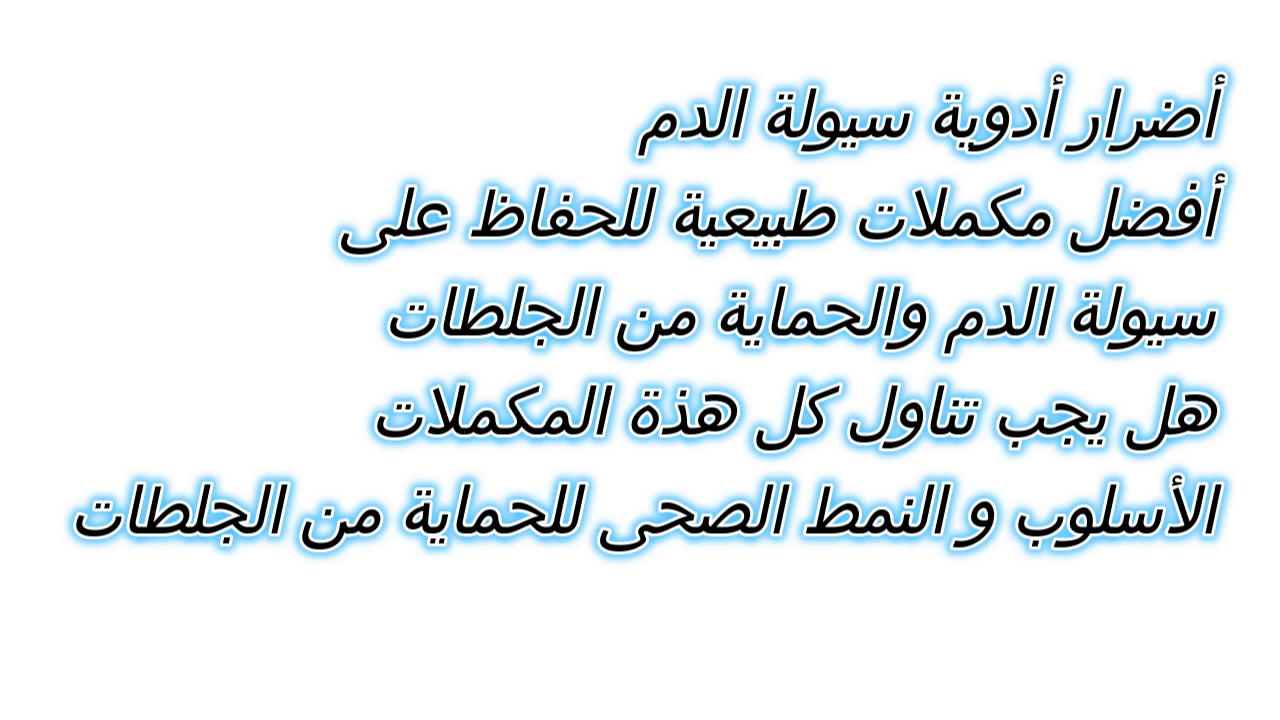 أضرار أدوية سيولة الدم
أفضل مكملات طبيعية للحفاظ على
سيولة الدم والحماية من الجلطات
هل يجب تناول كل هذة المكملات
الأسلوب و النمط الصحى للحماية من الجلطات